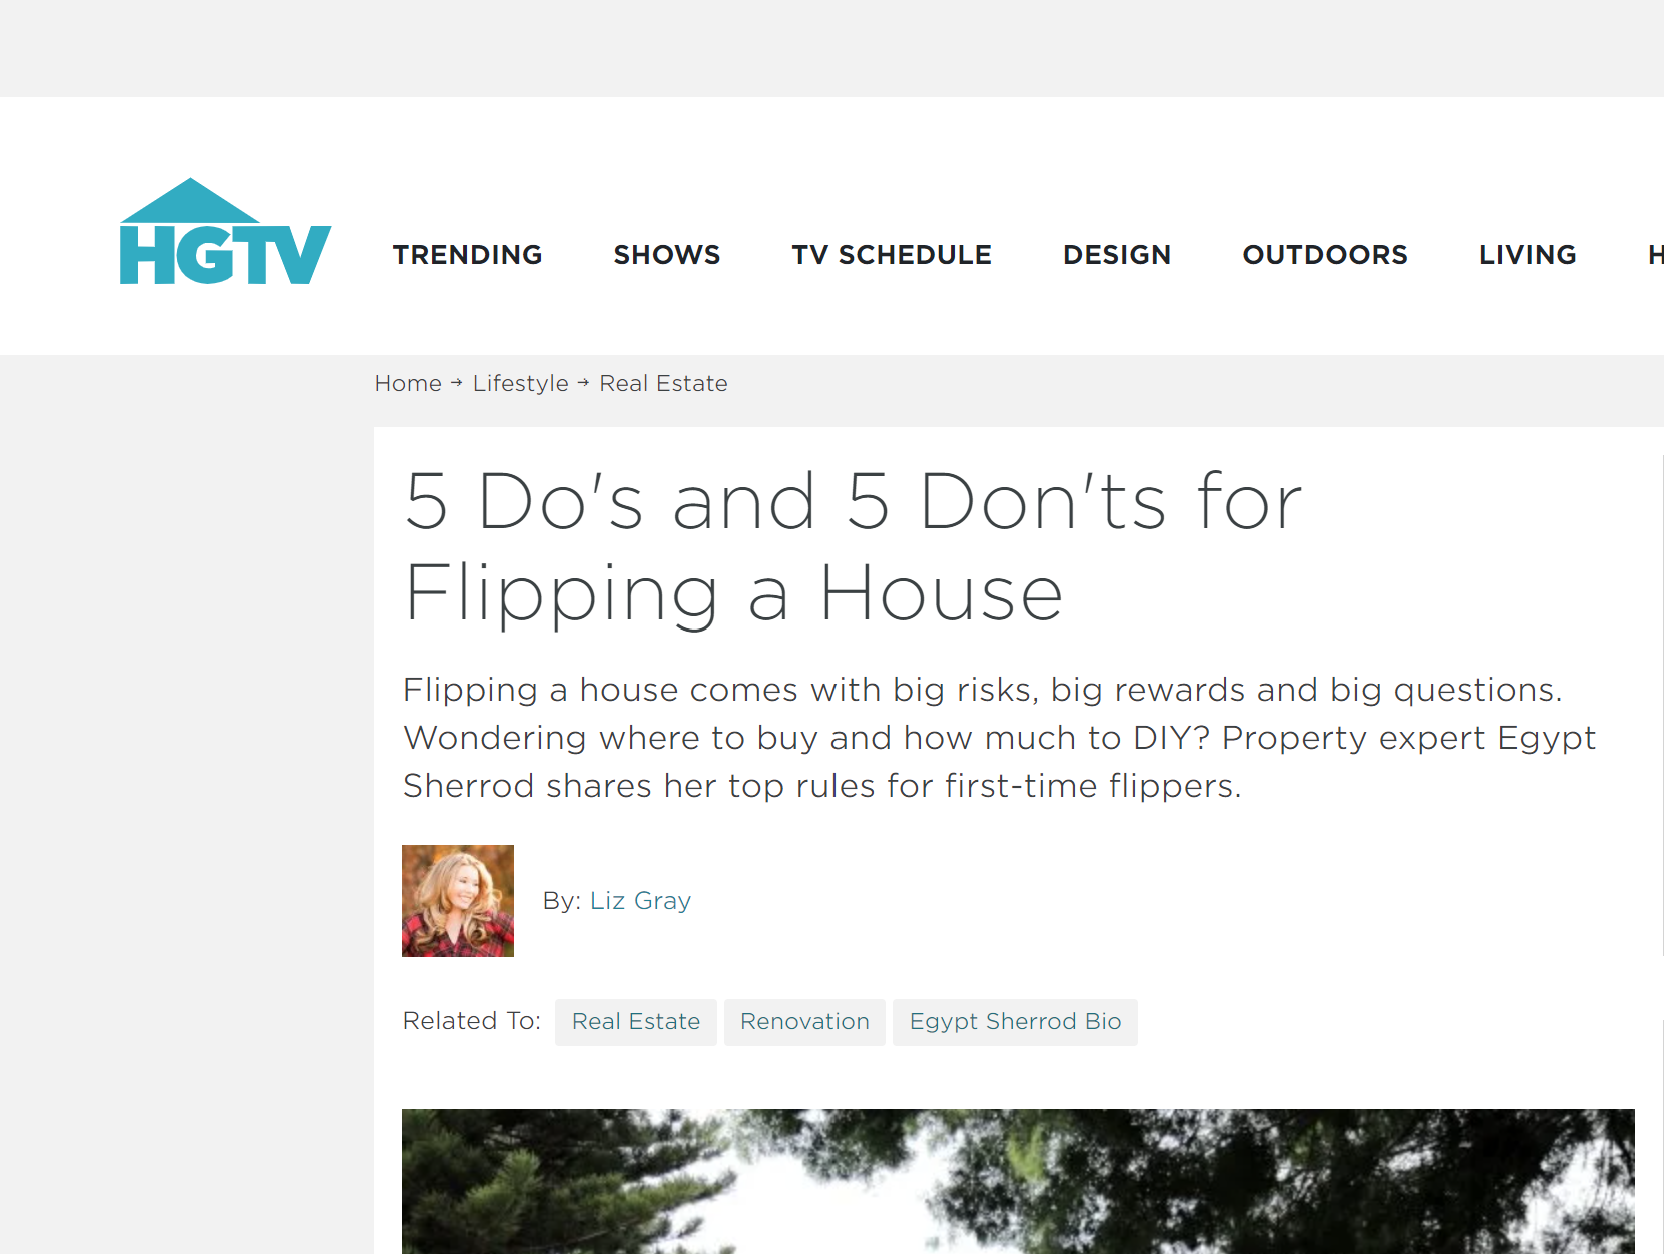 HGTV
TRENDING SHOWS TV SCHEDULE DESIGN OUTDOORS LIVING H
Home → Lifestyle → Real Estate
5 Do's and 5 Don'ts for
Flipping a House
Flipping a house comes with big risks, big rewards and big questions.
Wondering where to buy and how much to DIY? Property expert Egypt
Sherrod shares her top rules for first-time flippers.
By: Liz Gray
Related To: Real Estate Renovation Egypt Sherrod Bio